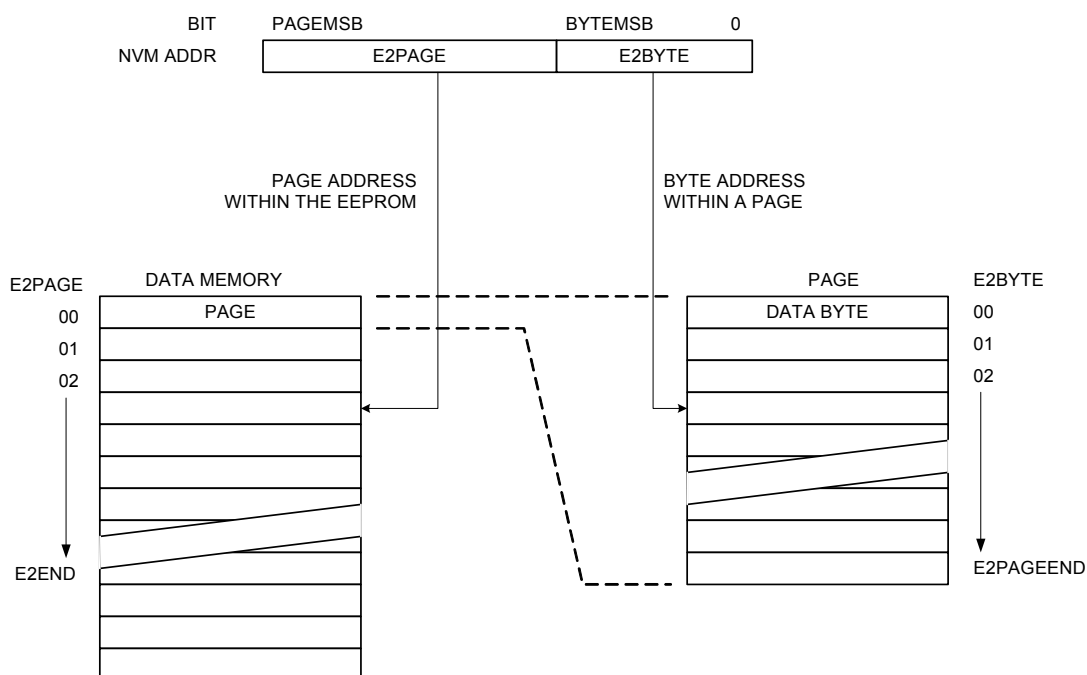 BIT PAGEMSB BYTEMSB 0
NVM ADDR E2PAGE E2BYTE
PAGE ADDRESS
WITHIN THE EEPROM
BYTE ADDRESS
WITHIN A PAGE
E2PAGE DATA MEMORY
00 PAGE
01
02
E2END
PAGE E2BYTE
DATA BYTE 00
01
02
E2PAGEEND